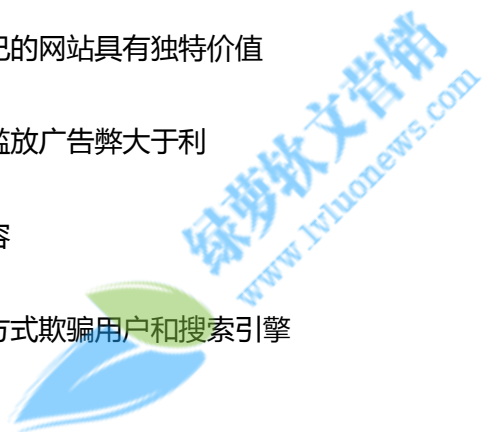 己的网站具有独特价值
滥放广告弊大于利
容
方式欺骗用户和搜索引擎
绿萝软文营销
www.lvluonews.com